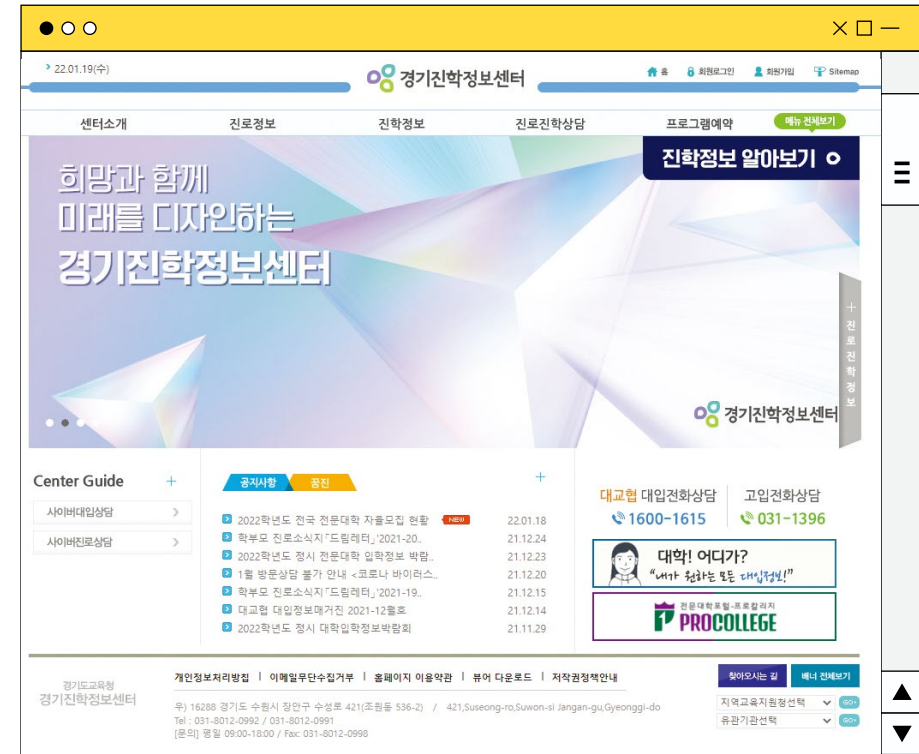 22.01.19(수)
경기진학정보센터
홈 회원로그인 회원가입 Sitemap
센터소개 진로정보 진학정보 진로진학상담 프로그램예약 메뉴 전체보기
진학정보 알아보기
희망과 함께
미래를 디자인하는
경기진학정보센터
+ 진로진학정보
경기진학정보센터
Center Guide +
사이버대입상담
사이버진로상담
공지사항 꿈진 +
2022학년도 전국 전문대학 자율모집 현황 NEW 22.01.18
학부모 진로소식지「드림레터」'2021-20.. 21.12.24
2022학년도 정시 전문대학 입학정보 박람.. 21.12.23
1월 방문상담 불가 안내 <코로나 바이러스.. 21.12.20
학부모 진로소식지「드림레터」'2021-19.. 21.12.15
대교협 대입정보매거진 2021-12월호 21.12.14
2022학년도 정시 대학입학정보박람회 21.11.29
대교협 대입전화상담
1600-1615
고입전화상담
031-1396
대학! 어디가?
"내가 원하는 모든 대입정보!"
전문대학포털-프로칼리지
PROCOLLEGE
경기도교육청
경기진학정보센터
개인정보처리방침 | 이메일무단수집거부 | 홈페이지 이용약관 | 뷰어 다운로드 | 저작권정책안내
우) 16288 경기도 수원시 장안구 수성로 421(조원동 536-2) / 421,Suseong-ro,Suwon-si Jangan-gu,Gyeonggi-do
Tel : 031-8012-0992 / 031-8012-0991
[문의] 평일 09:00-18:00 / Fax: 031-8012-0998
찾아오시는 길 배너 전체보기
지역교육지원청선택 GO+
유관기관선택 GO+